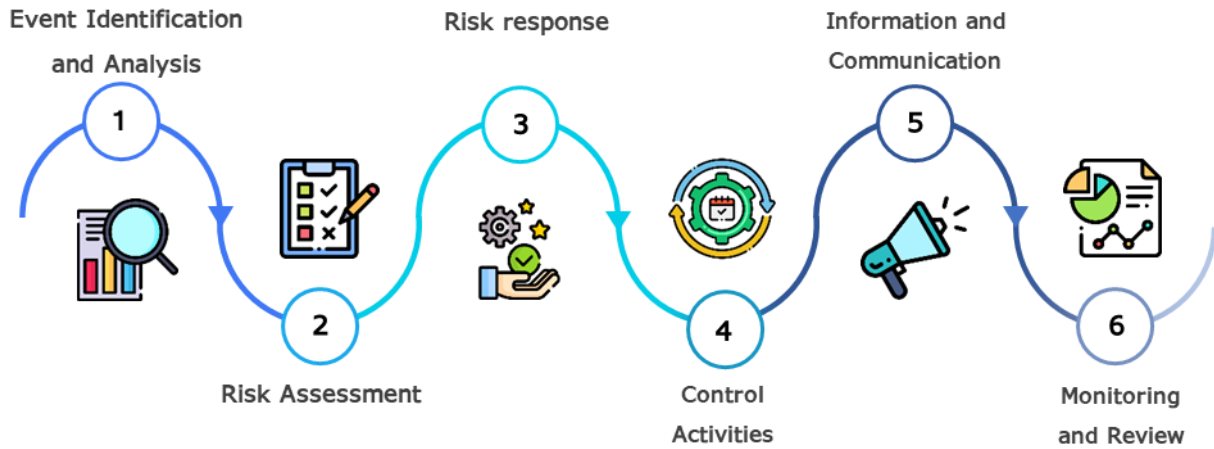 Event Identification
and Analysis
1
2
Risk Assessment
Risk response
3
4
Control
Activities
Information and
Communication
5
6
Monitoring
and Review